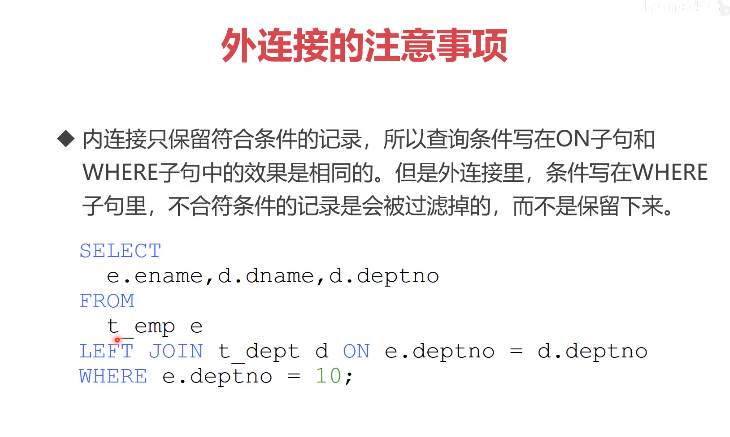 外连接的注意事项
◆ 内连接只保留符合条件的记录，所以查询条件写在ON子句和
WHERE子句中的效果是相同的。但是外连接里，条件写在WHERE
子句里，不合符条件的记录是会被过滤掉的，而不是保留下来。
SELECT
e.ename,d.dname,d.deptno
FROM
t_emp e
LEFT JOIN t_dept d ON e.deptno = d.deptno
WHERE e.deptno = 10;